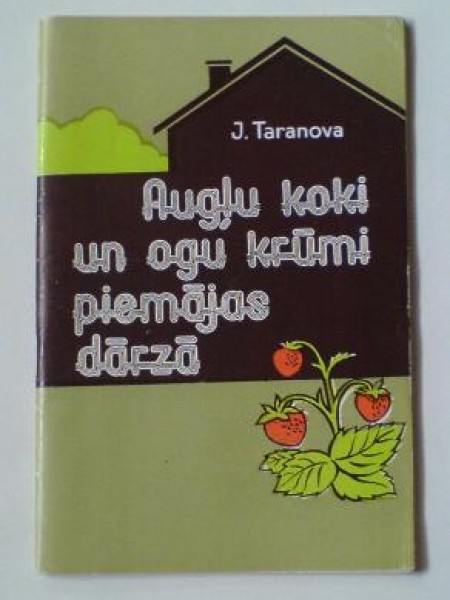 J. Taranova
Augļu koki
un ogu krūmi
piemājas
dārzā